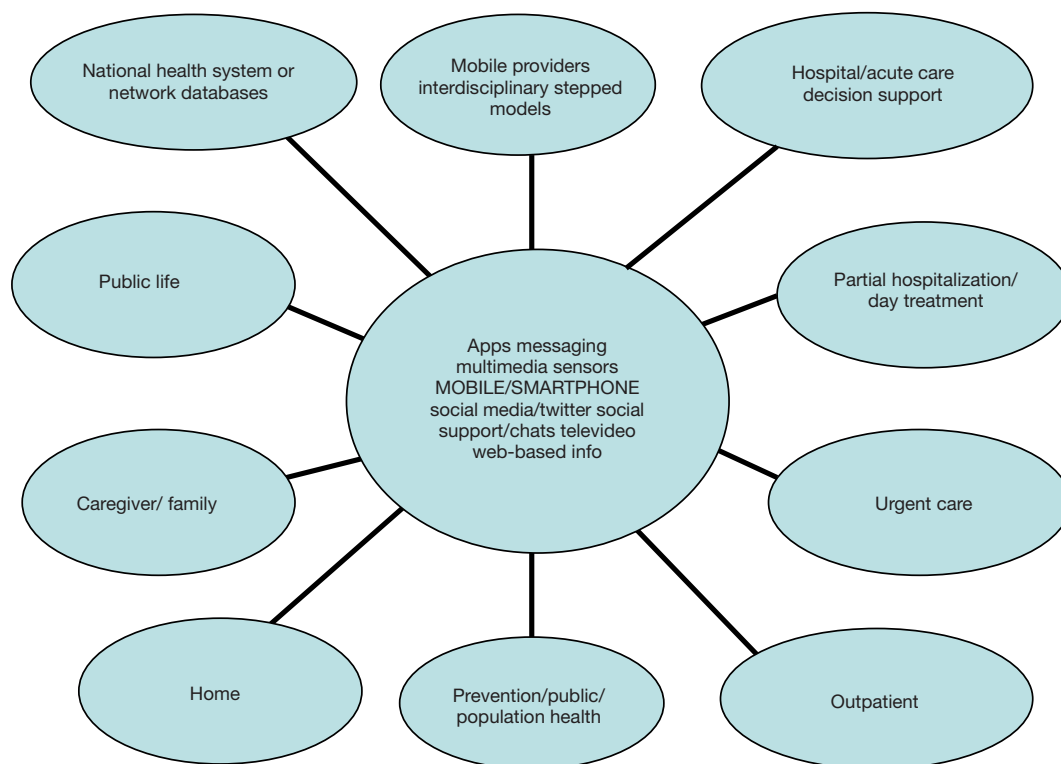 National health system or
network databases
Mobile providers
interdisciplinary stepped
models
Hospital/acute care
decision support
Public life
Partial hospitalization/
day treatment
Apps messaging
multimedia sensors
MOBILE/SMARTPHONE
social media/twitter social
support/chats televideo
web-based info
Caregiver/ family
Urgent care
Home
Prevention/public/
population health
Outpatient